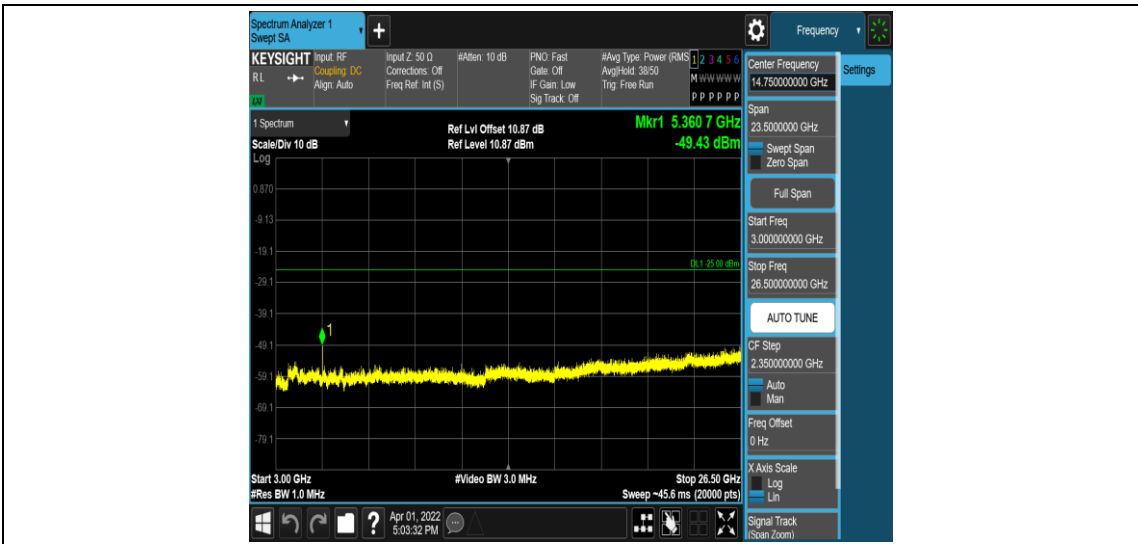 Spectrum Analyzer 1
Swept SA
+
Frequency
KEYSIGHT
RL
LXI
Input: RF
Coupling: DC
Align: Auto
Input Z: 50 Ω
Corrections: Off
Freq Ref: Int (S)
#Atten: 10 dB
PNO: Fast
Gate: Off
IF Gain: Low
Sig Track: Off
#Avg Type: Power (RMS
Avg|Hold: 38/50
Trig: Free Run
1 2 3 4 5 6
M W W W W W
P P P P P P
Center Frequency
14.750000000 GHz
Settings
Span
23.5000000 GHz
Swept Span
Zero Span
Full Span
Start Freq
3.000000000 GHz
Stop Freq
26.500000000 GHz
AUTO TUNE
CF Step
2.350000000 GHz
Auto
Man
Freq Offset
0 Hz
X Axis Scale
Log
Lin
Signal Track
(Span Zoom)
1 Spectrum
Scale/Div 10 dB
Ref Lvl Offset 10.87 dB
Ref Level 10.87 dBm
Mkr1 5.360 7 GHz
-49.43 dBm
Log
0.870
-9.13
-19.1
DL1 -25.00 dBm
-29.1
-39.1
1
-49.1
-59.1
-69.1
-79.1
Start 3.00 GHz
#Res BW 1.0 MHz
#Video BW 3.0 MHz
Stop 26.50 GHz
Sweep ~45.6 ms (20000 pts)
?
Apr 01, 2022
5:03:32 PM